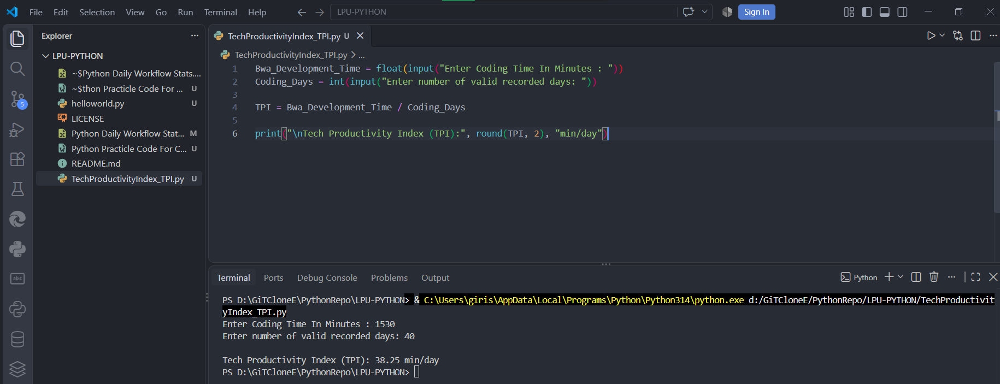 File Edit Selection View Go Run Terminal Help
LPU-PYTHON
Sign In
Explorer
LPU-PYTHON
~$Python Daily Workflow Stats....
~$thon Practicle Code For ... U
helloworld.py U
LICENSE
Python Daily Workflow Stat... M
Python Practicle Code For C... U
README.md
TechProductivityIndex_TPI.py U
5
abc
TechProductivityIndex_TPI.py U
TechProductivityIndex_TPI.py > ...
1 Bwa_Development_Time = float(input("Enter Coding Time In Minutes : "))
2 Coding_Days = int(input("Enter number of valid recorded days: "))
3
4 TPI = Bwa_Development_Time / Coding_Days
5
6 print("\nTech Productivity Index (TPI):", round(TPI, 2), "min/day")
Terminal Ports Debug Console Problems Output
Python
PS D:\GiTCloneE\PythonRepo\LPU-PYTHON> & C:\Users\giris\AppData\Local\Programs\Python\Python314\python.exe d:/GiTCloneE/PythonRepo/LPU-PYTHON/TechProductivit
yIndex_TPI.py
Enter Coding Time In Minutes : 1530
Enter number of valid recorded days: 40
Tech Productivity Index (TPI): 38.25 min/day
PS D:\GiTCloneE\PythonRepo\LPU-PYTHON>